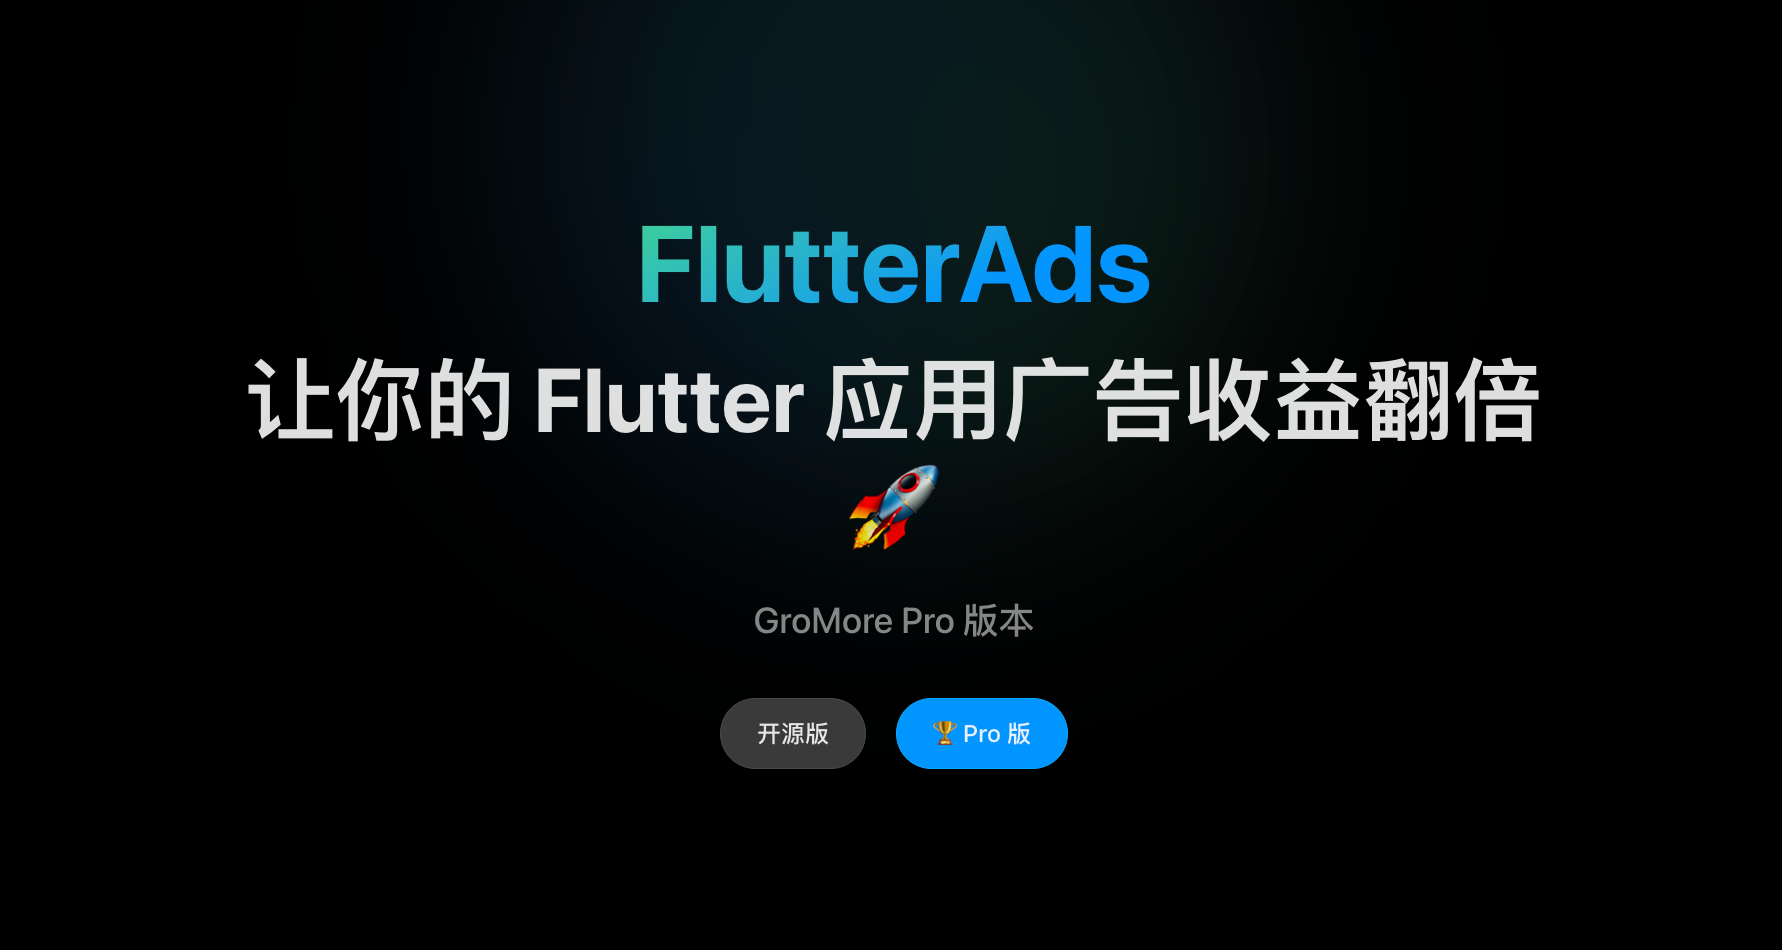 FlutterAds
让你的 Flutter 应用广告收益翻倍
🚀
GroMore Pro 版本
开源版
🏆 Pro 版